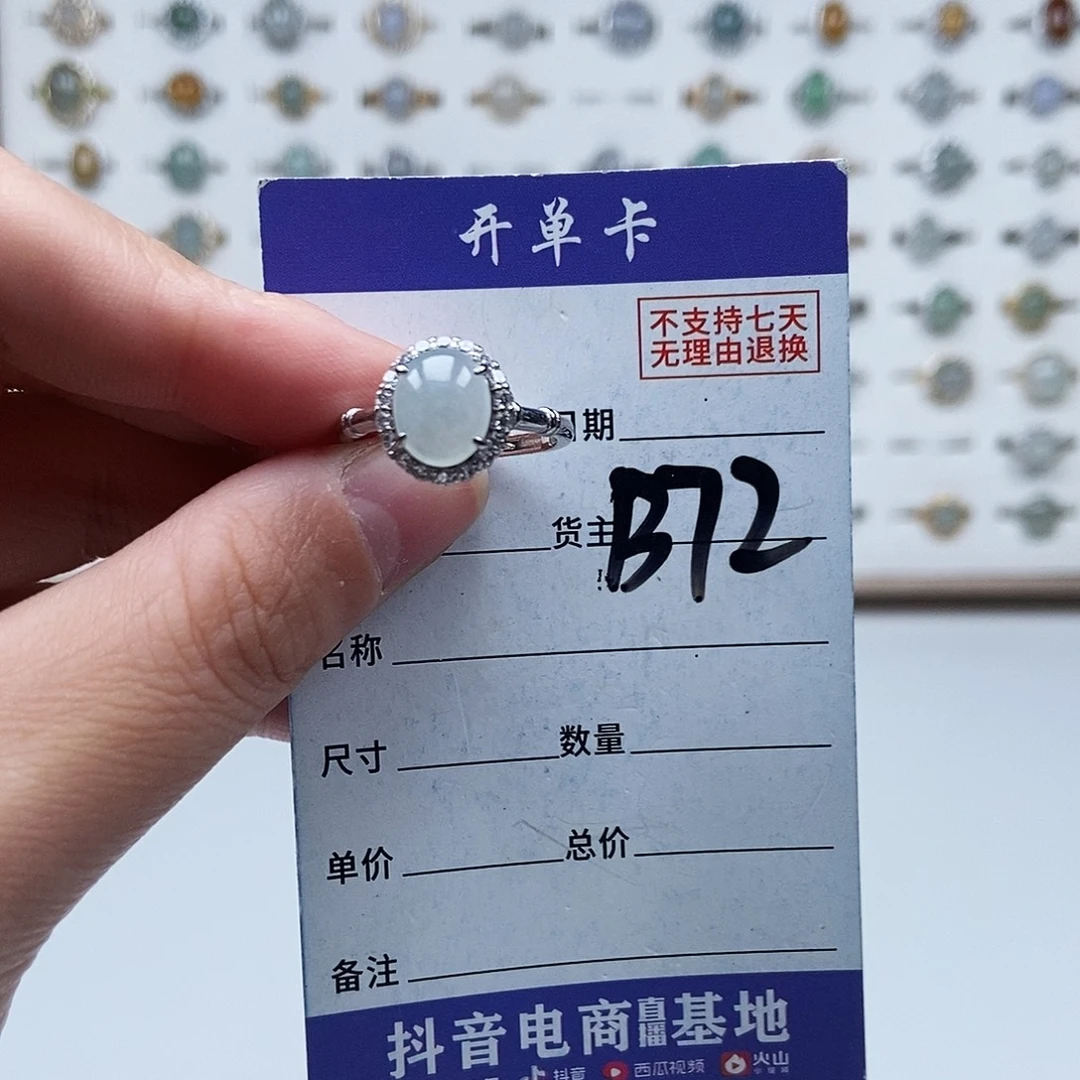 开单卡
不支持七天
无理由退换
期
货主 B72
名称
尺寸 数量
单价 总价
备注
抖音电商直播基地
抖音 西瓜视频 火山